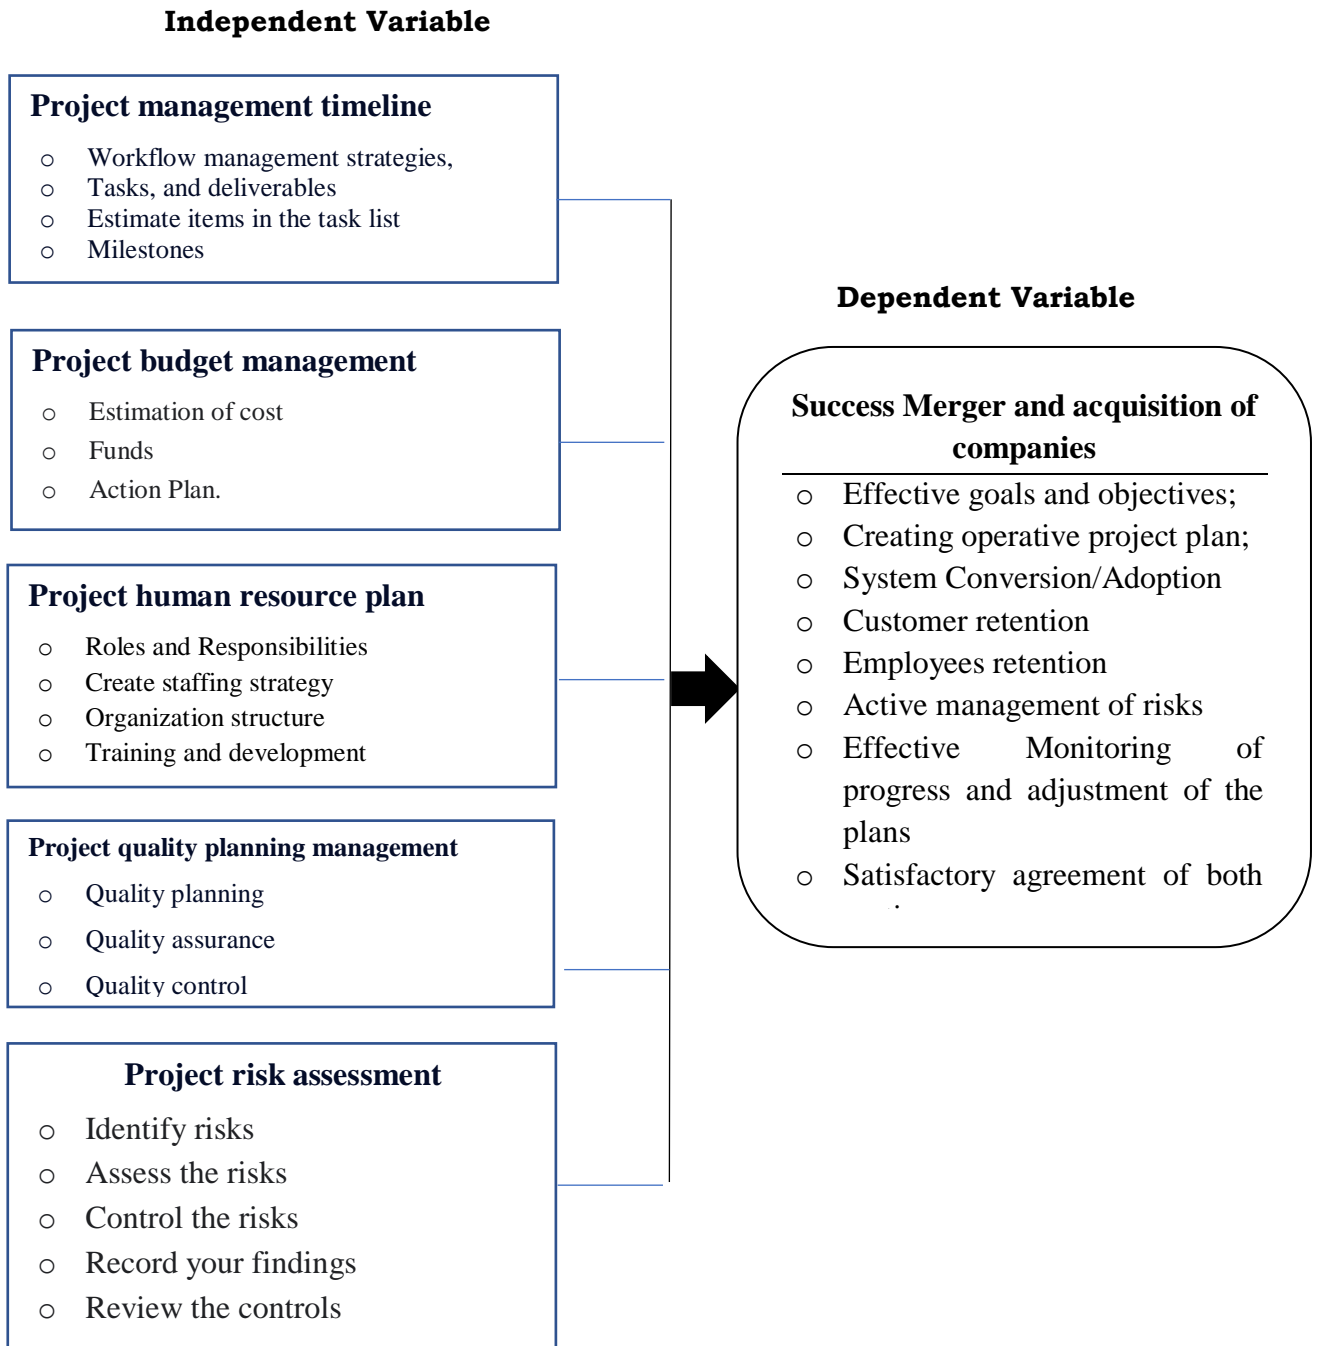 Independent Variable
Project management timeline
o Workflow management strategies,
o Tasks, and deliverables
o Estimate items in the task list
o Milestones
Project budget management
o Estimation of cost
o Funds
o Action Plan.
Project human resource plan
o Roles and Responsibilities
o Create staffing strategy
o Organization structure
o Training and development
Project quality planning management
o Quality planning
o Quality assurance
o Quality control
Project risk assessment
o Identify risks
o Assess the risks
o Control the risks
o Record your findings
o Review the controls
Dependent Variable
Success Merger and acquisition of
companies
o Effective goals and objectives;
o Creating operative project plan;
o System Conversion/Adoption
o Customer retention
o Employees retention
o Active management of risks
o Effective Monitoring of
progress and adjustment of the
plans
o Satisfactory agreement of both